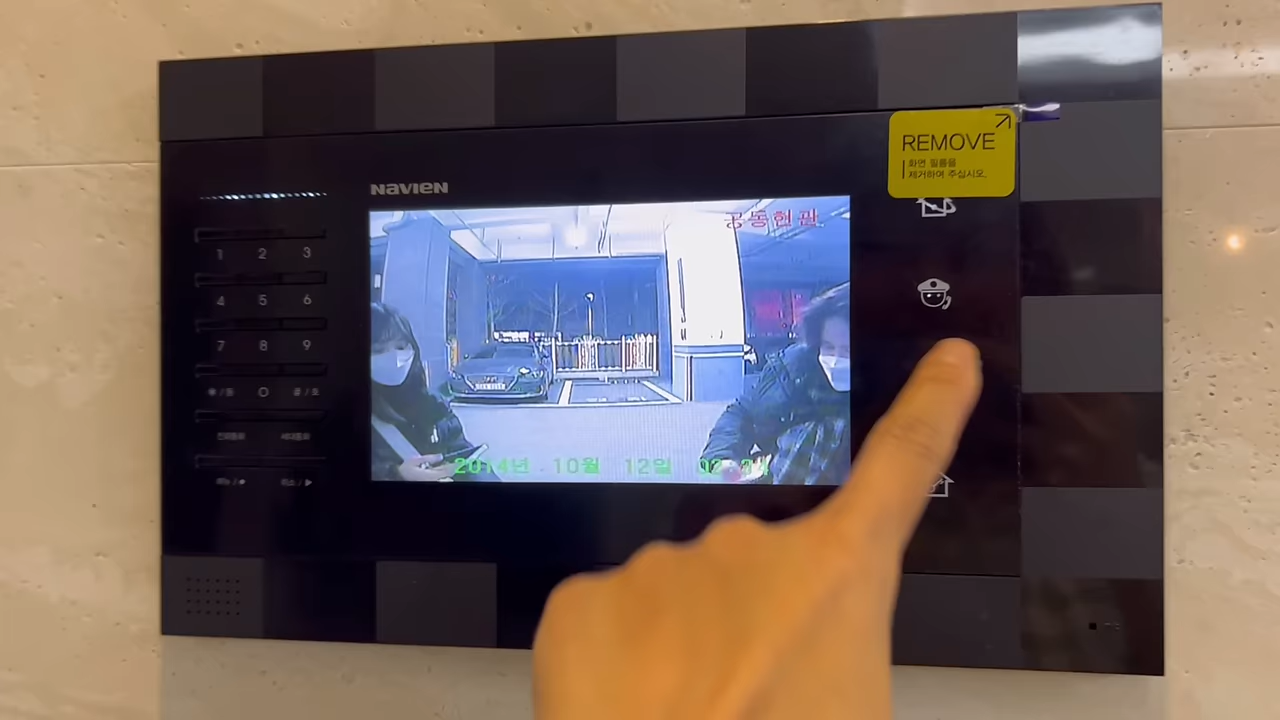 REMOVE
화면 필름을
제거하여 주십시오.
NAVIEN
공동현관
1 2 3
4 5 6
7 8 9
0
2014년 10월 12일